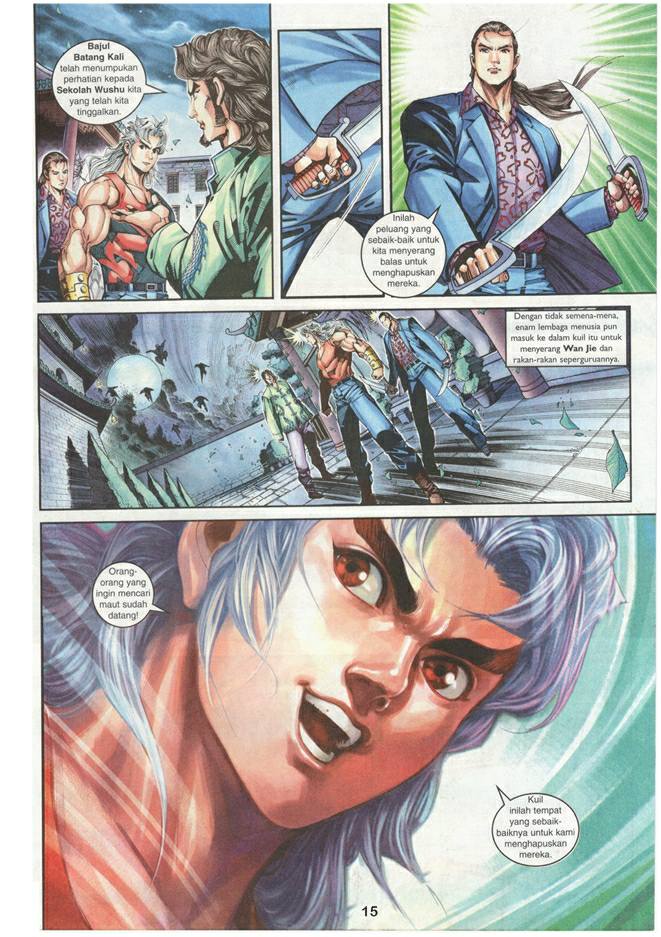 Bajul
Batang Kali
telah menumpukan
perhatian kepada
Sekolah Wushu kita
yang telah kita
tinggalkan.
Inilah
peluang yang
sebaik-baik untuk
kita menyerang
balas untuk
menghapuskan
mereka.
Dengan tidak semena-mena,
enam lembaga menusia pun
masuk ke dalam kuil itu untuk
menyerang Wan Jie dan
rakan-rakan seperguruannya.
Orang-
orang yang
ingin mencari
maut sudah
datang!
Kuil
inilah tempat
yang sebaik-
baiknya untuk kami
menghapuskan
mereka.
15